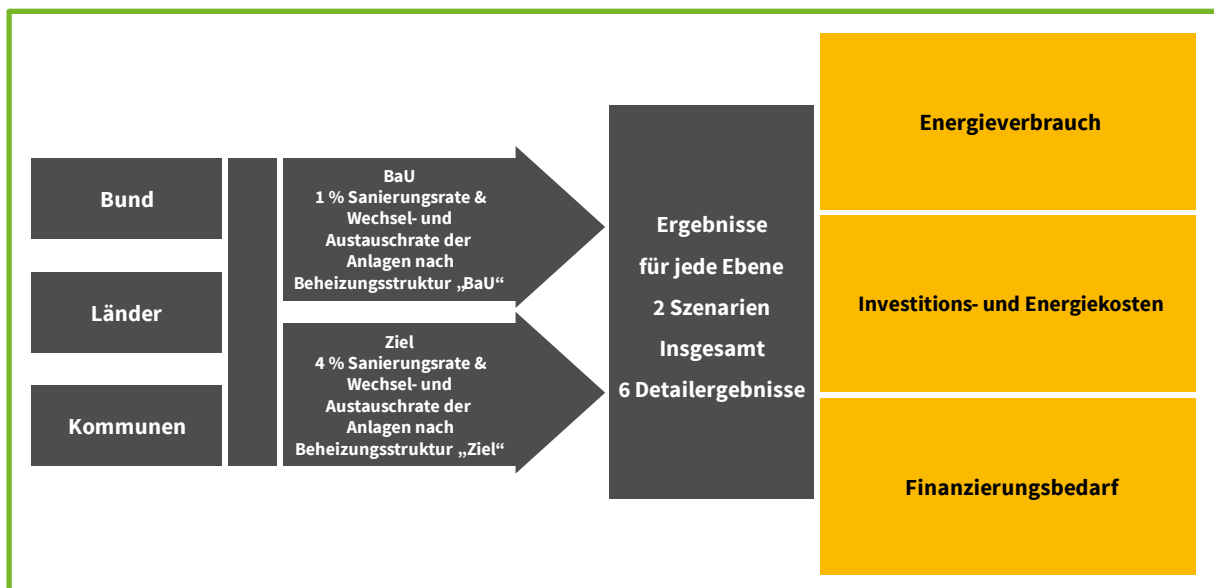 Bund
Länder
Kommunen
BaU
1 % Sanierungsrate &
Wechsel- und
Austauschrate der
Anlagen nach
Beheizungsstruktur „BaU“
Ziel
4 % Sanierungsrate &
Wechsel- und
Austauschrate der
Anlagen nach
Beheizungsstruktur „Ziel“
Ergebnisse
für jede Ebene
2 Szenarien
Insgesamt
6 Detailergebnisse
Energieverbrauch
Investitions- und Energiekosten
Finanzierungsbedarf